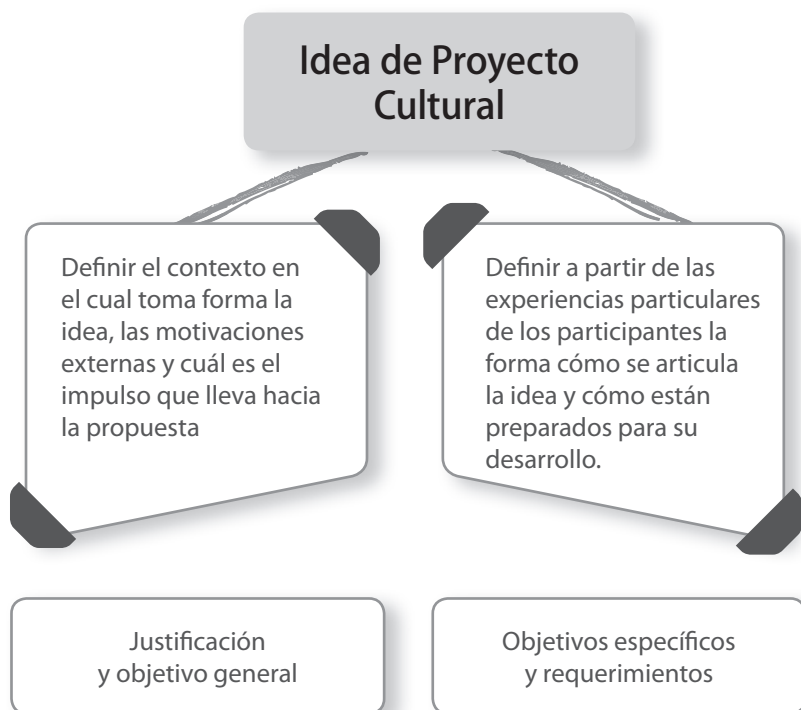 Idea de Proyecto
Cultural
Definir el contexto en
el cual toma forma la
idea, las motivaciones
externas y cuál es el
impulso que lleva hacia
la propuesta
Definir a partir de las
experiencias particulares
de los participantes la
forma cómo se articula
la idea y cómo están
preparados para su
desarrollo.
Justificación
y objetivo general
Objetivos específicos
y requerimientos